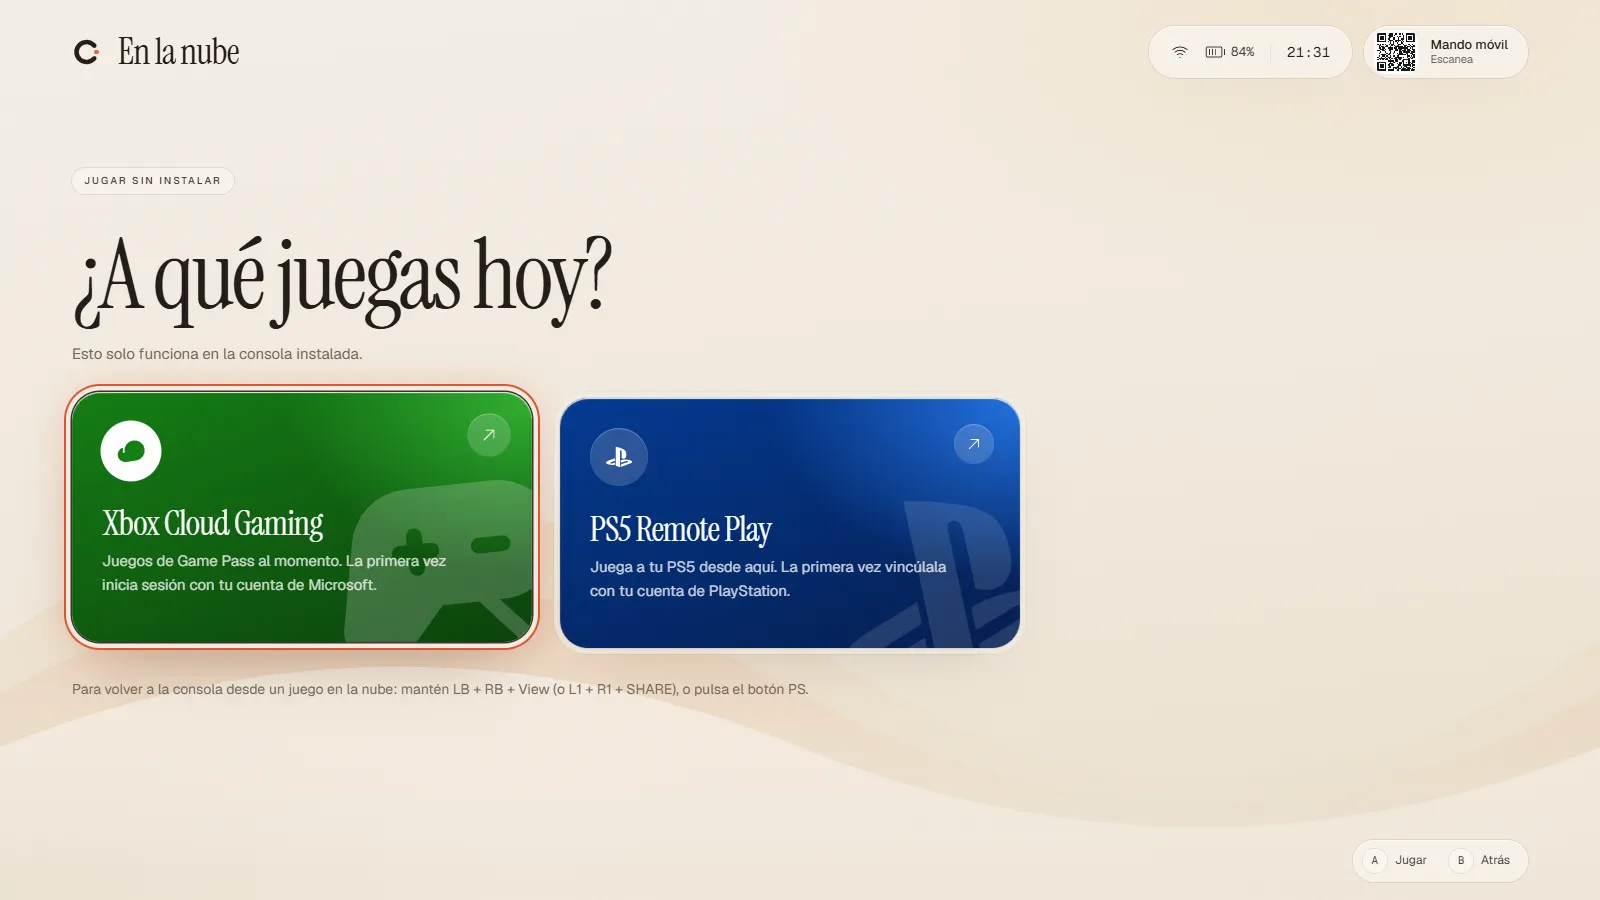 En la nube
84%
21:31
Mando móvil
Escanea
JUGAR SIN INSTALAR
¿A qué juegas hoy?
Esto solo funciona en la consola instalada.
Xbox Cloud Gaming
Juegos de Game Pass al momento. La primera vez
inicia sesión con tu cuenta de Microsoft.
PS5 Remote Play
Juega a tu PS5 desde aquí. La primera vez vincúlala
con tu cuenta de PlayStation.
Para volver a la consola desde un juego en la nube: mantén LB + RB + View (o L1 + R1 + SHARE), o pulsa el botón PS.
A Jugar B Atrás